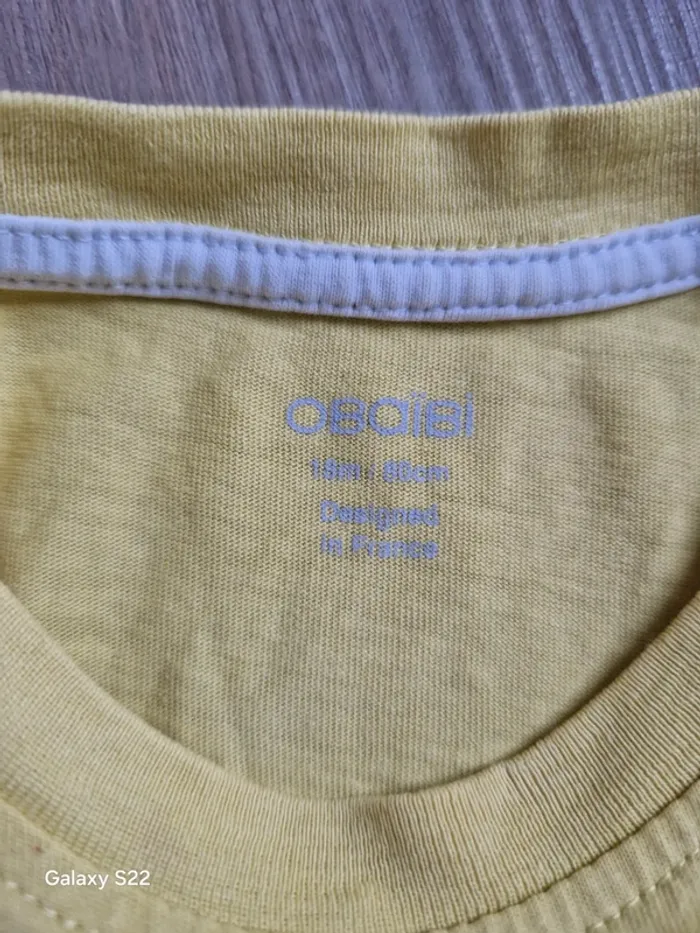 OBaïBi
18m : 80cm
Designed
in France
Galaxy S22